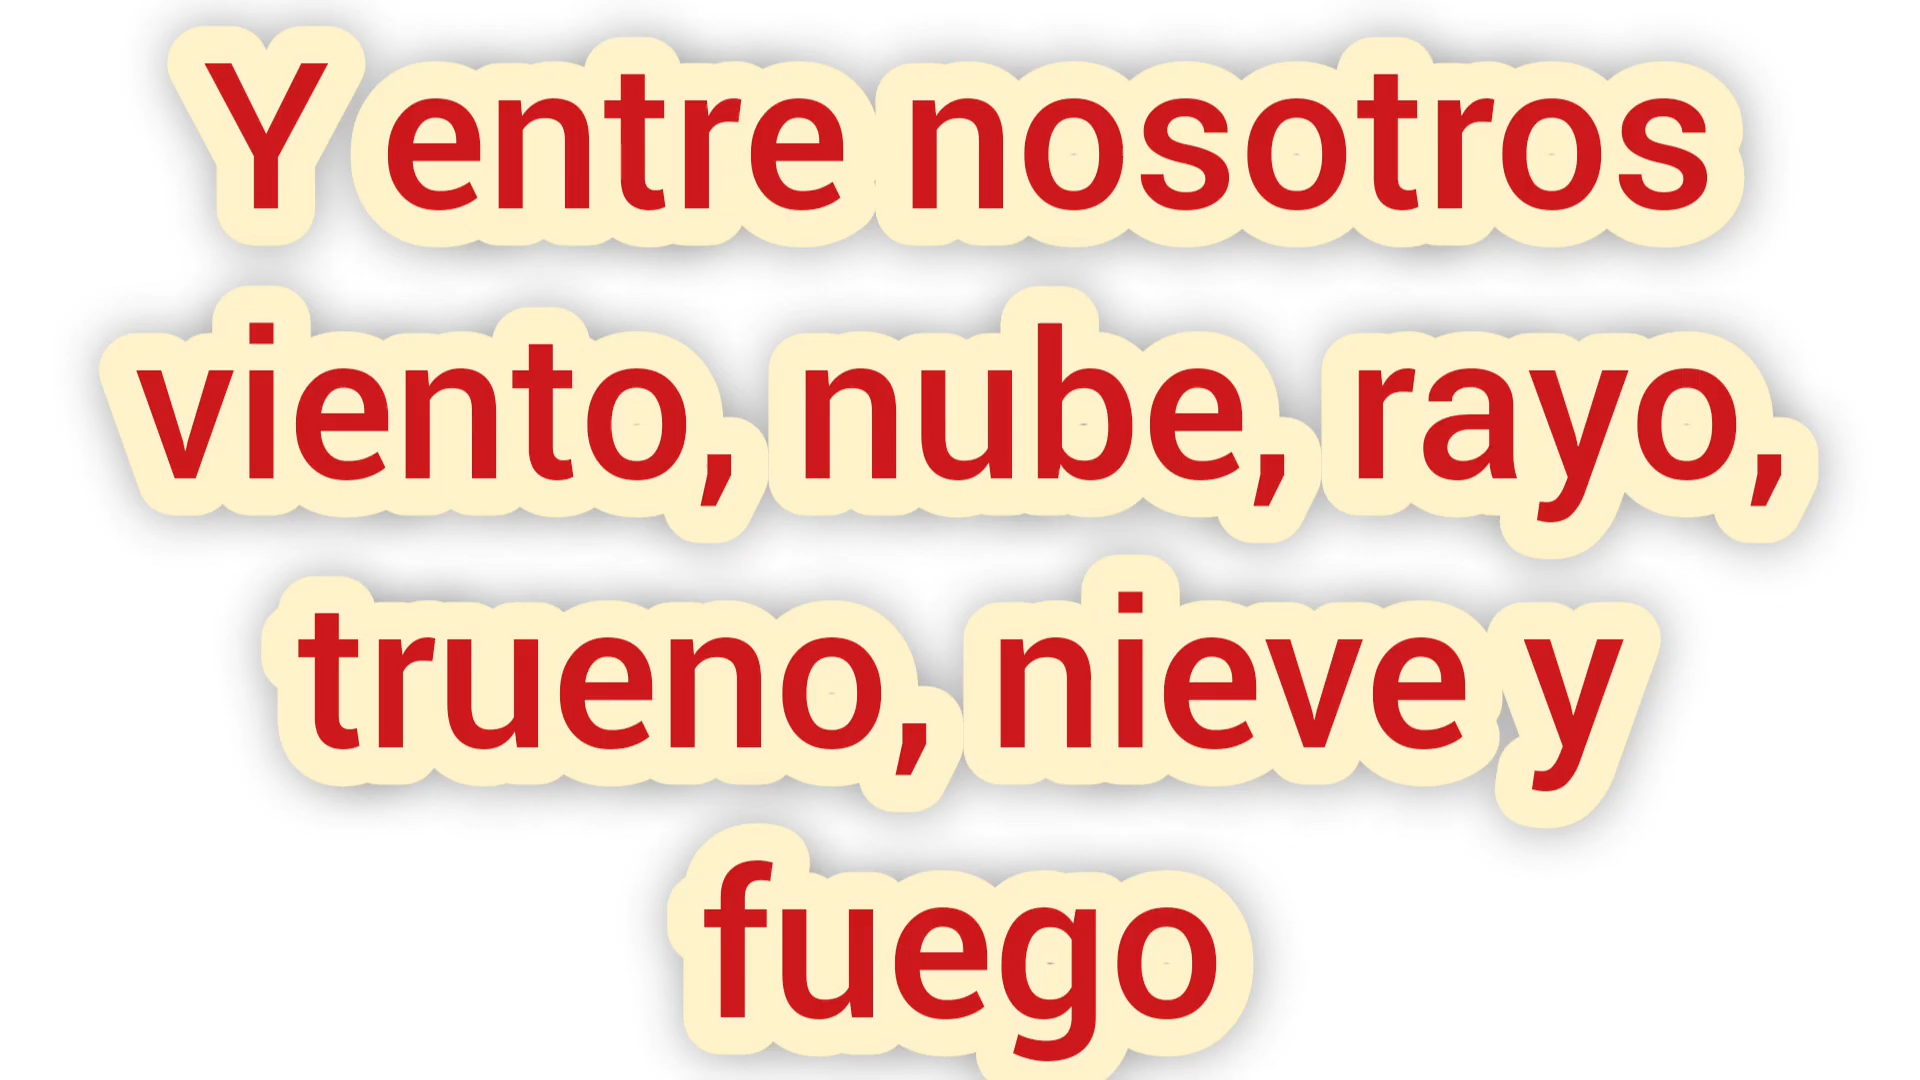 Y entre nosotros
viento, nube, rayo,
trueno, nieve y
fuego